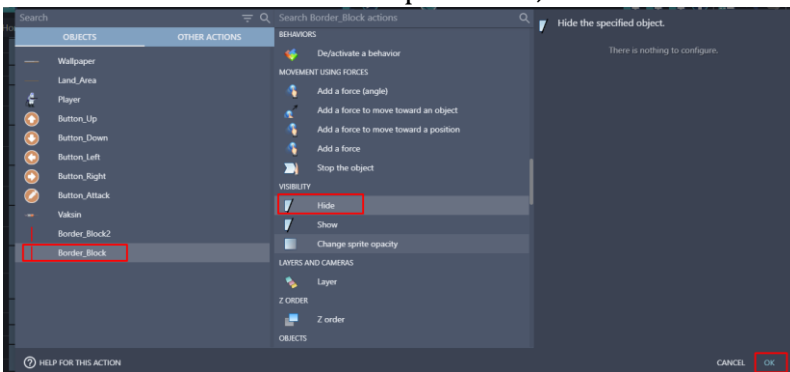 Search
Search Border_Block actions
Hide the specified object.
OBJECTS
OTHER ACTIONS
BEHAVIORS
There is nothing to configure.
Wallpaper
De/activate a behavior
Land_Area
MOVEMENT USING FORCES
Player
Add a force (angle)
Button_Up
Add a force to move toward an object
Button_Down
Add a force to move toward a position
Button_Left
Add a force
Button_Right
Stop the object
Button_Attack
VISIBILITY
Vaksin
Hide
Border_Block2
Show
Border_Block
Change sprite opacity
LAYERS AND CAMERAS
Layer
Z ORDER
Z order
OBJECTS
HELP FOR THIS ACTION
CANCEL
OK